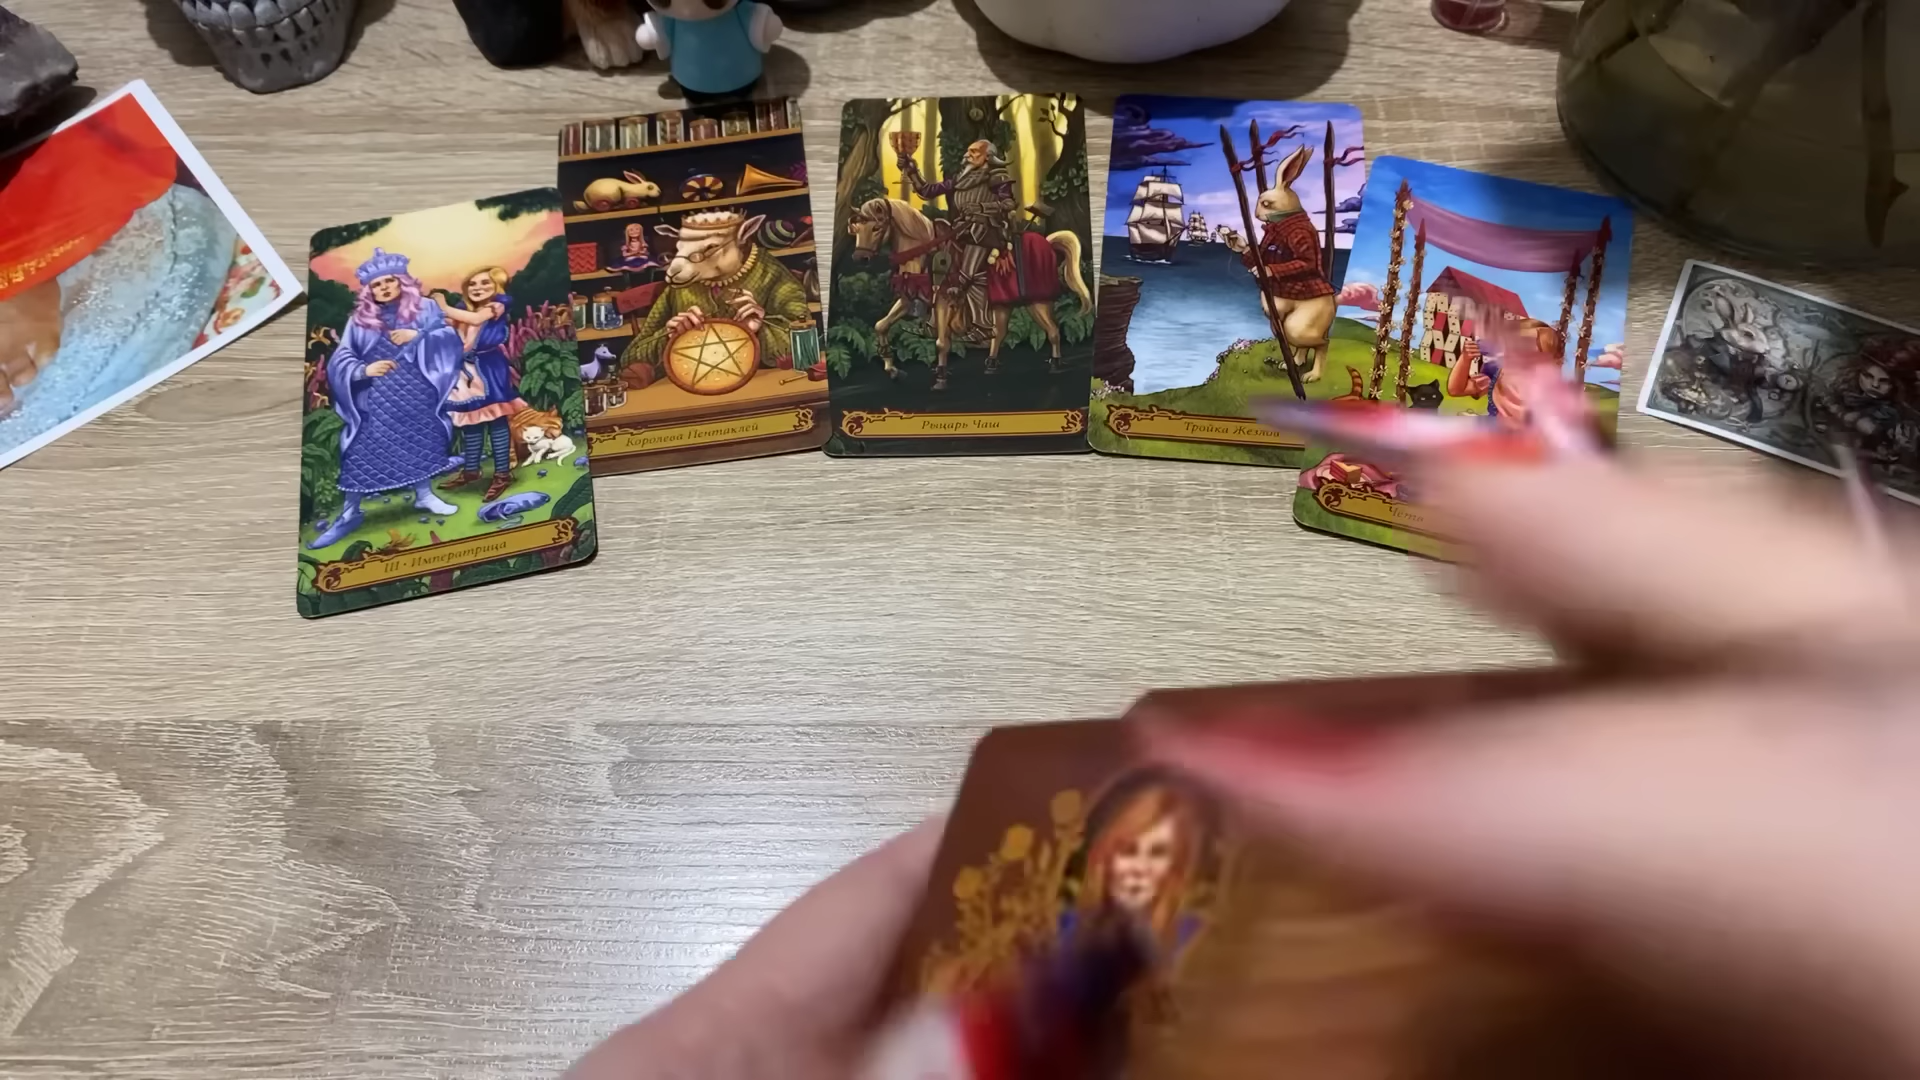 III · Императрица
Королева Пентаклей
Рыцарь Чаш
Тройка Жезлов